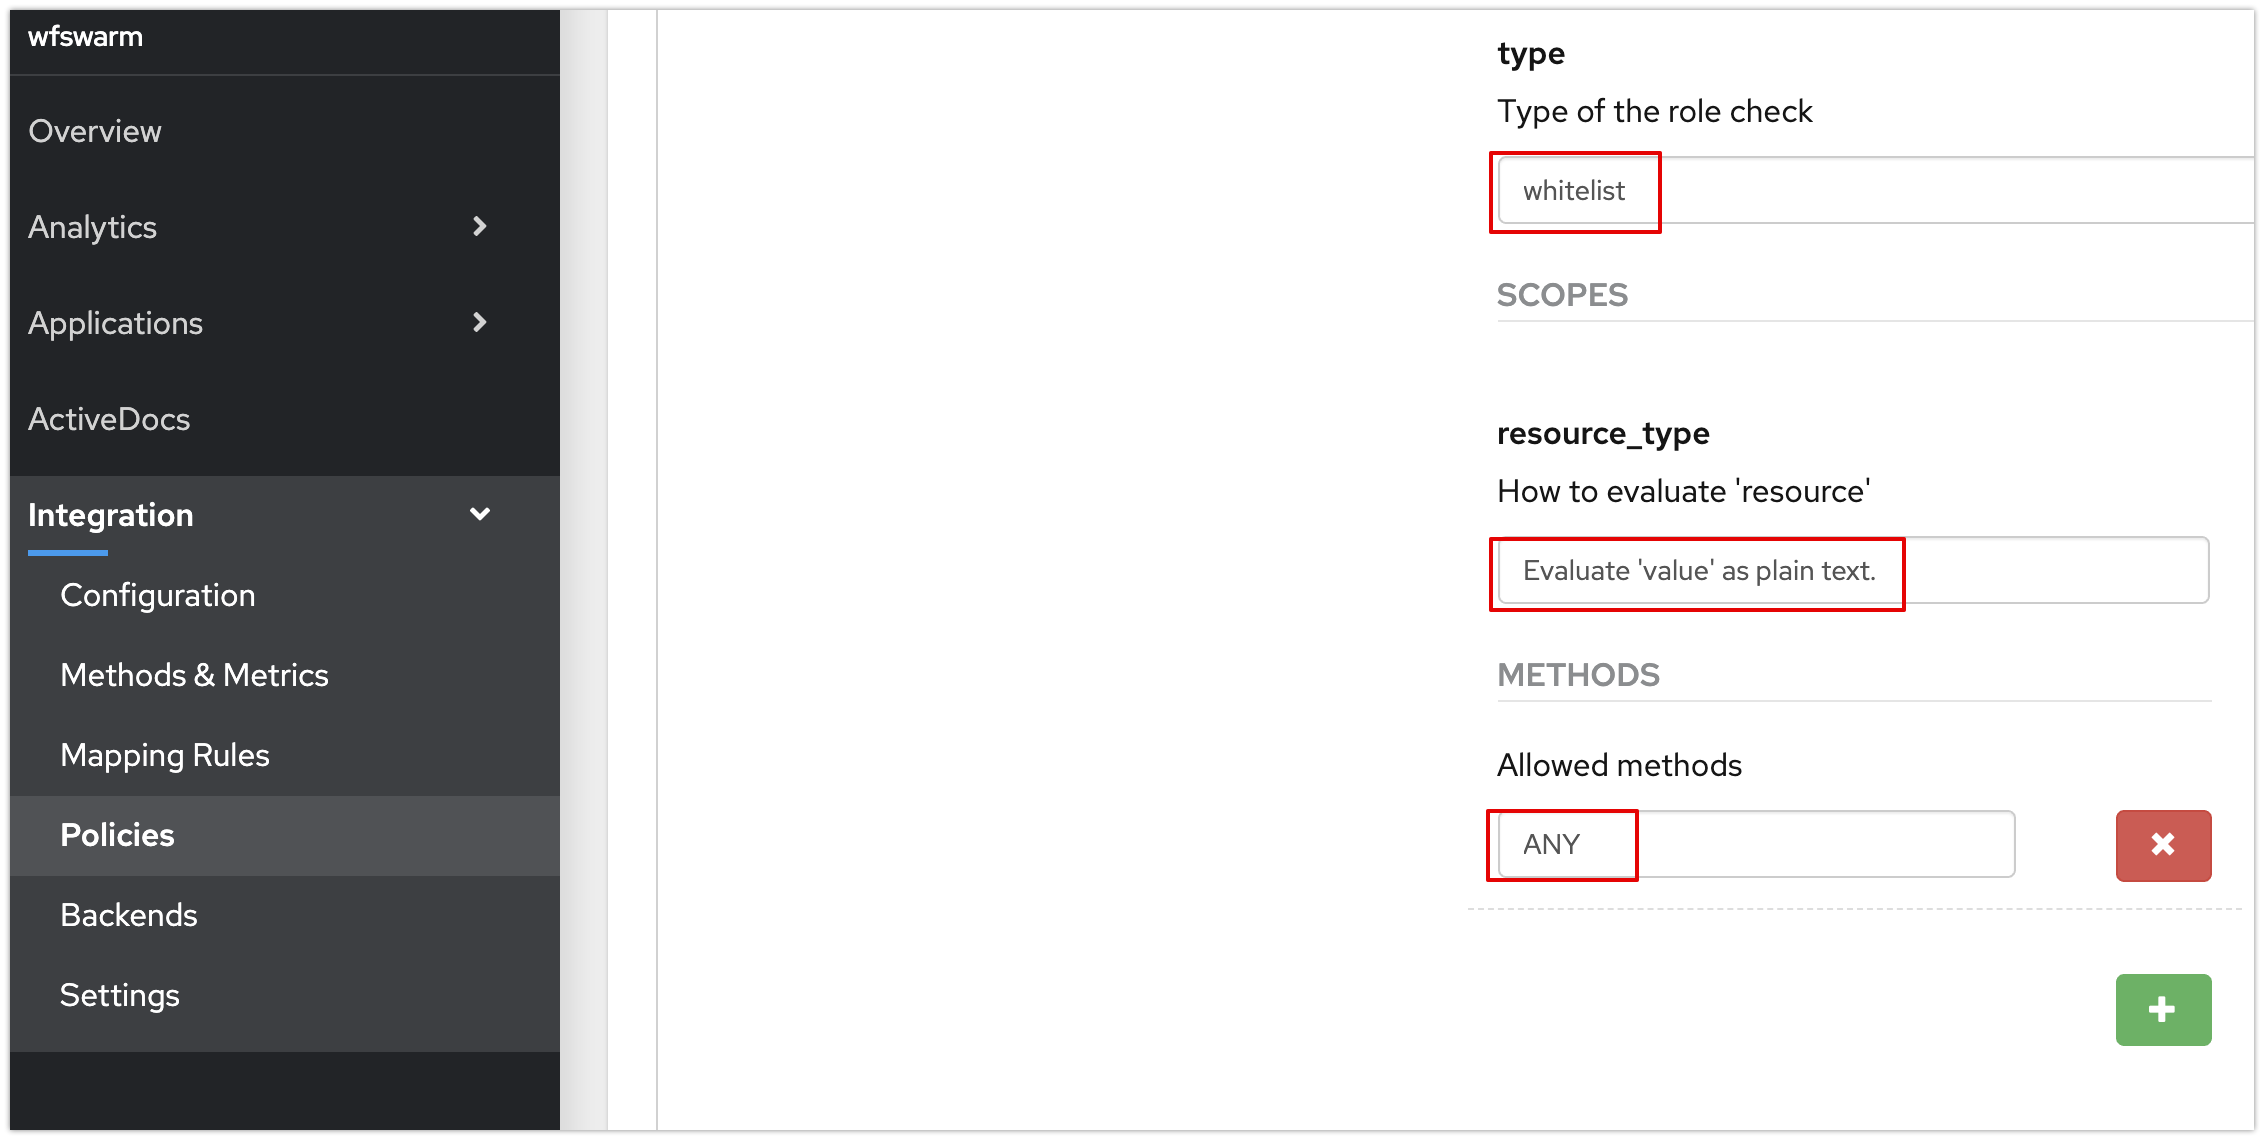 wfswarm
Overview
Analytics
Applications
ActiveDocs
Integration
Configuration
Methods & Metrics
Mapping Rules
Policies
Backends
Settings
type
Type of the role check
whitelist
SCOPES
resource_type
How to evaluate 'resource'
Evaluate 'value' as plain text.
METHODS
Allowed methods
ANY